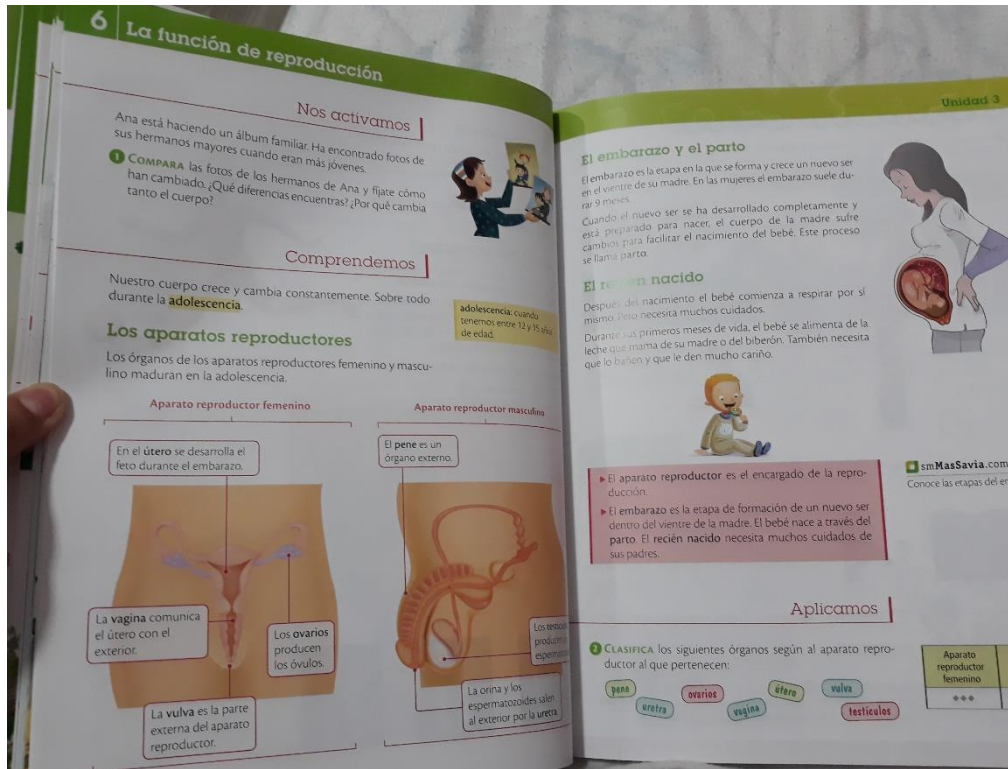 6 La función de reproducción
Nos activamos
Ana está haciendo un álbum familiar. Ha encontrado fotos de
sus hermanos mayores cuando eran más jóvenes.
1 COMPARA las fotos de los hermanos de Ana y fíjate cómo
han cambiado. ¿Qué diferencias encuentras? ¿Por qué cambia
tanto el cuerpo?
Comprendemos
Nuestro cuerpo crece y cambia constantemente. Sobre todo
durante la adolescencia.
adolescencia: cuando
tenemos entre 12 y 15 años
de edad.
Los aparatos reproductores
Los órganos de los aparatos reproductores femenino y mascu-
lino maduran en la adolescencia.
Aparato reproductor femenino
En el útero se desarrolla el
feto durante el embarazo.
La vagina comunica
el útero con el
exterior.
Los ovarios
producen
los óvulos.
La vulva es la parte
externa del aparato
reproductor.
Aparato reproductor masculino
El pene es un
órgano externo.
Los
La orina y los
espermatozoides salen
al exterior por la uretra.
Unidad 3
El embarazo y el parto
El embarazo es la etapa en la que se forma y crece un nuevo ser
en el vientre de su madre. En las mujeres el embarazo suele du-
rar 9 meses.
Cuando el nuevo ser se ha desarrollado completamente y
está preparado para nacer, el cuerpo de la madre sufre
cambios para facilitar el nacimiento del bebé. Este proceso
se llama parto.
El recién nacido
Después del nacimiento el bebé comienza a respirar por sí
mismo. Pero necesita muchos cuidados.
Durante sus primeros meses de vida, el bebé se alimenta de la
leche que mama de su madre o del biberón. También necesita
que lo bañen y que le den mucho cariño.
El aparato reproductor es el encargado de la repro-
ducción.
El embarazo es la etapa de formación de un nuevo ser
dentro del vientre de la madre. El bebé nace a través del
parto. El recién nacido necesita muchos cuidados de
sus padres.
smMasSavia.com
Conoce las etapas del
Aplicamos
2 CLASIFICA los siguientes órganos según al aparato repro-
ductor al que pertenecen:
pene
uretra
ovarios
vagina
útero
vulva
testículos
Aparato
reproductor
femenino